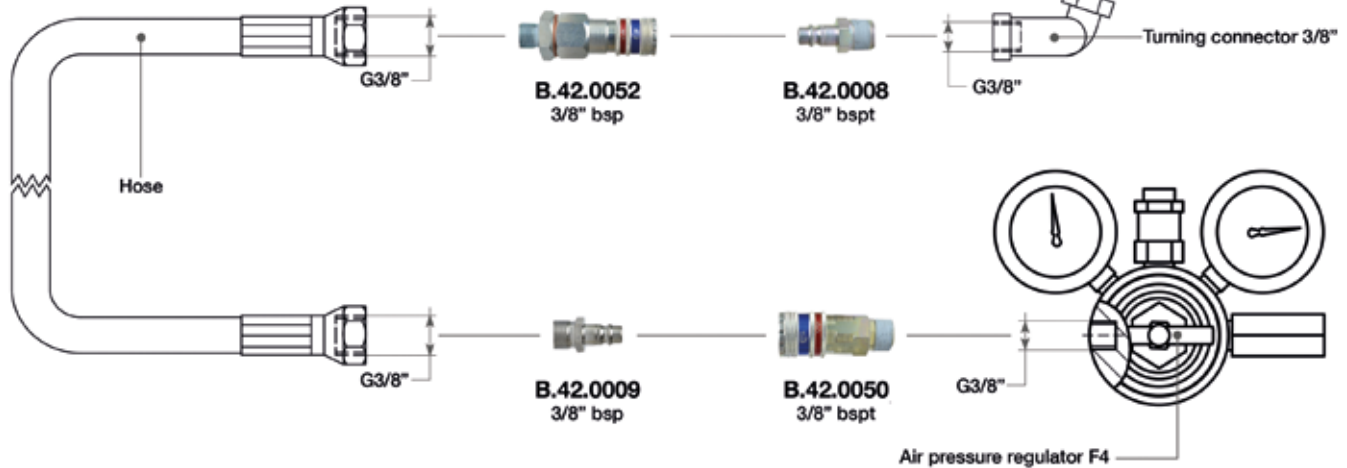 Turning connector 3/8"
G3/8"
B.42.0052
3/8" bsp
B.42.0008
3/8" bspt
G3/8"
Hose
G3/8"
B.42.0009
3/8" bsp
B.42.0050
3/8" bspt
G3/8"
Air pressure regulator F4